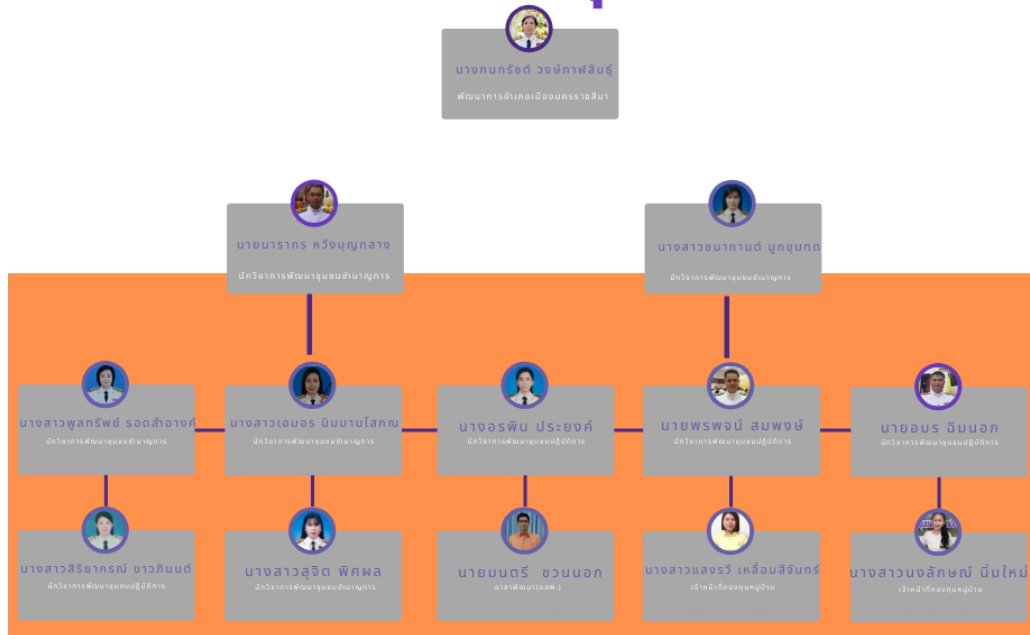 นางกนกรัชต์ วงษ์กาฬสินธุ์
พัฒนาการอำเภอเมืองนครราชสีมา
นายนารากร หวังบุญกลาง
นักวิชาการพัฒนาชุมชนชำนาญการ
นางสาวชนากานต์ มูกขุนทด
นักวิชาการพัฒนาชุมชนชำนาญการ
นางสาวพูลทรัพย์ รอดสำอางค์
นักวิชาการพัฒนาชุมชนชำนาญการ
นางสาวเอมอร นิมมานโสภณ
นักวิชาการพัฒนาชุมชนชำนาญการ
นางอรพิน ประยงค์
นักวิชาการพัฒนาชุมชนปฏิบัติการ
นายพรพจน์ สมพงษ์
นักวิชาการพัฒนาชุมชนปฏิบัติการ
นายอมร ฉิมนอก
นักวิชาการพัฒนาชุมชนปฏิบัติการ
นางสาวสิริยาภรณ์ ขาวภิมนต์
นักวิชาการพัฒนาชุมชนปฏิบัติการ
นางสาวสุจิต พิศผล
นักวิชาการพัฒนาชุมชนชำนาญการ
นายมนตรี ชวนนอก
อาสาพัฒนา(อสพ.)
นางสาวแสงรวี เหลื่อมสีจันทร์
เจ้าหน้าที่กองทุนหมู่บ้าน
นางสาวนงลักษณ์ นิ่มใหม่
เจ้าหน้าที่กองทุนหมู่บ้าน